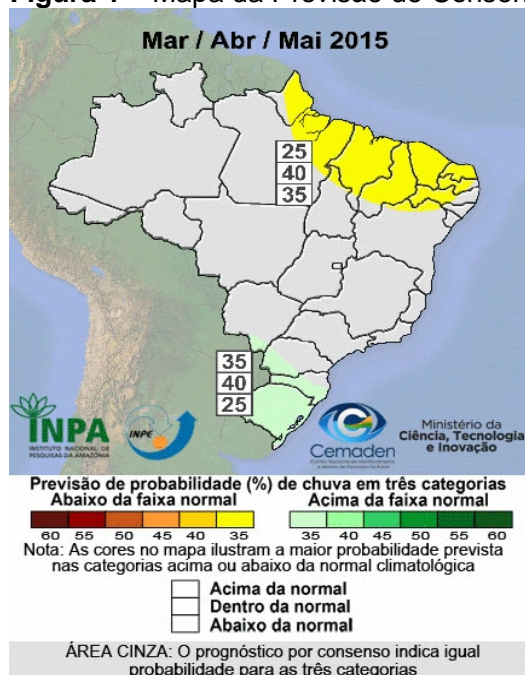 Mar / Abr / Mai 2015
25
40
35
35
40
25
INPA
INSTITUTO NACIONAL DE
PESQUISAS DA AMAZÔNIA
INPE
Cemaden
Ministério da
Ciência, Tecnologia
e Inovação
Previsão de probabilidade (%) de chuva em três categorias
Abaixo da faixa normal Acima da faixa normal
60 55 50 45 40 35 35 40 45 50 55 60
Nota: As cores no mapa ilustram a maior probabilidade prevista
nas categorias acima ou abaixo da normal climatológica
Acima da normal
Dentro da normal
Abaixo da normal
ÁREA CINZA: O prognóstico por consenso indica igual
probabilidade para as três categorias